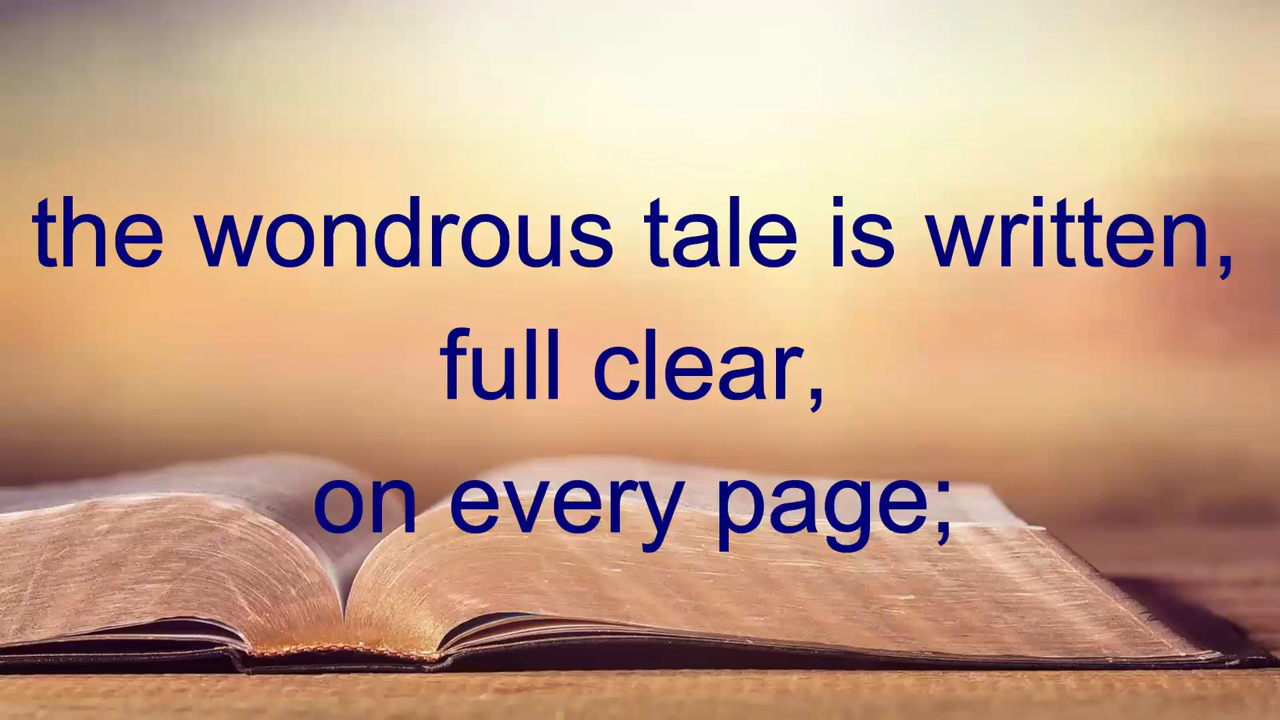 the wondrous tale is written,
full clear,
on every page;